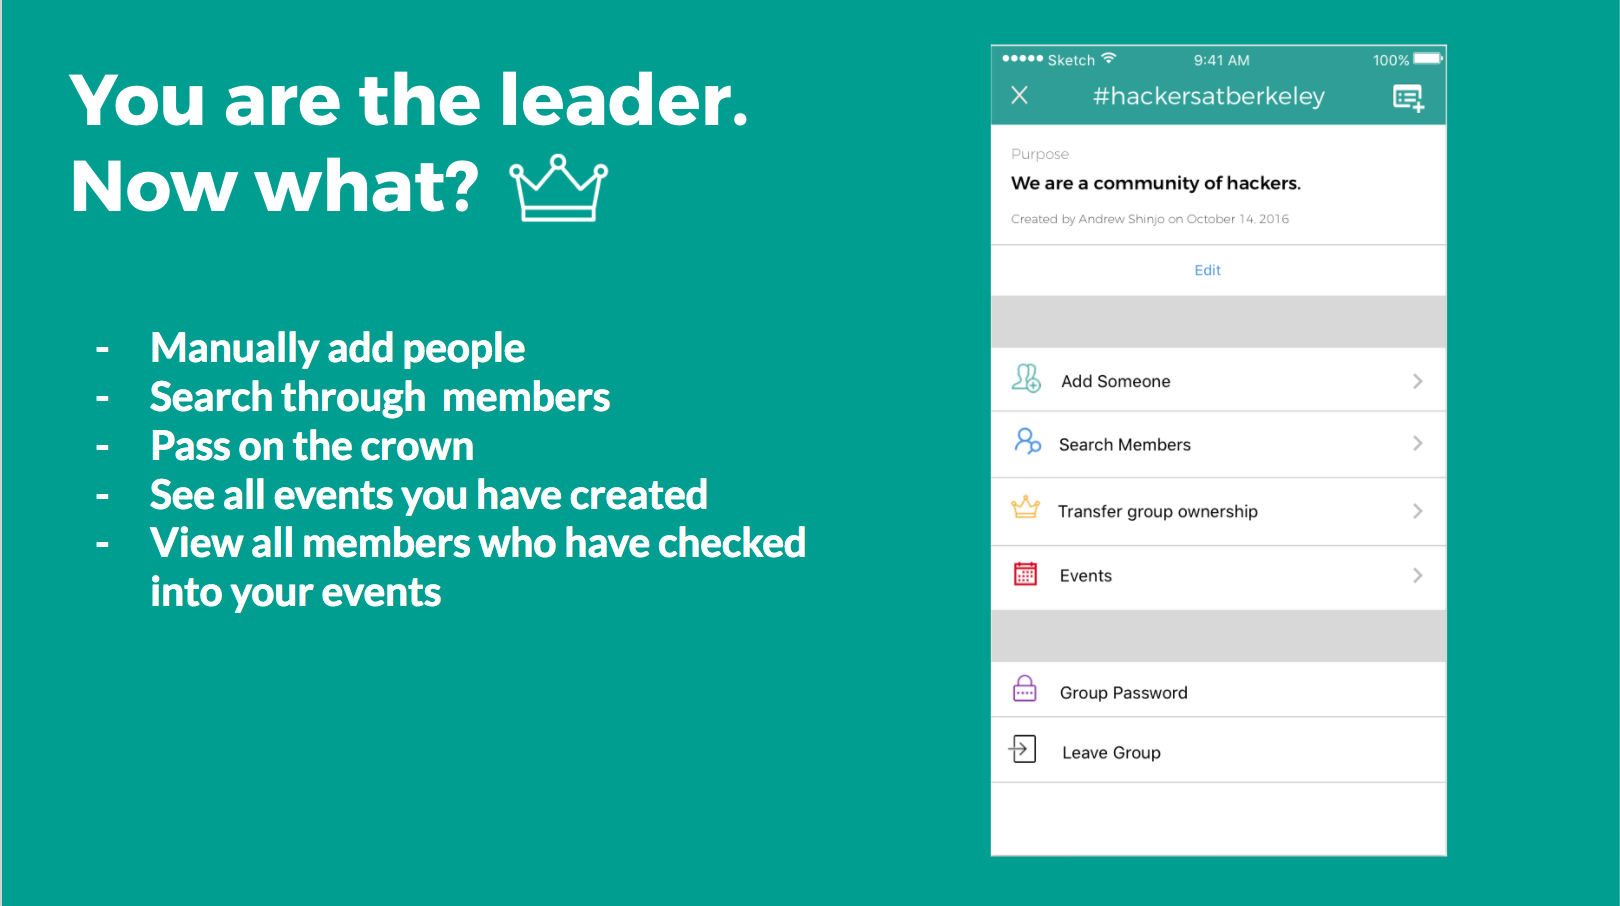 You are the leader.
Now what?
- Manually add people
- Search through  members
- Pass on the crown
- See all events you have created
- View all members who have checked
into your events
Sketch 9:41 AM 100%
#hackersatberkeley
Purpose
We are a community of hackers.
Created by Andrew Shinjo on October 14, 2016
Edit
Add Someone
Search Members
Transfer group ownership
Events
Group Password
Leave Group